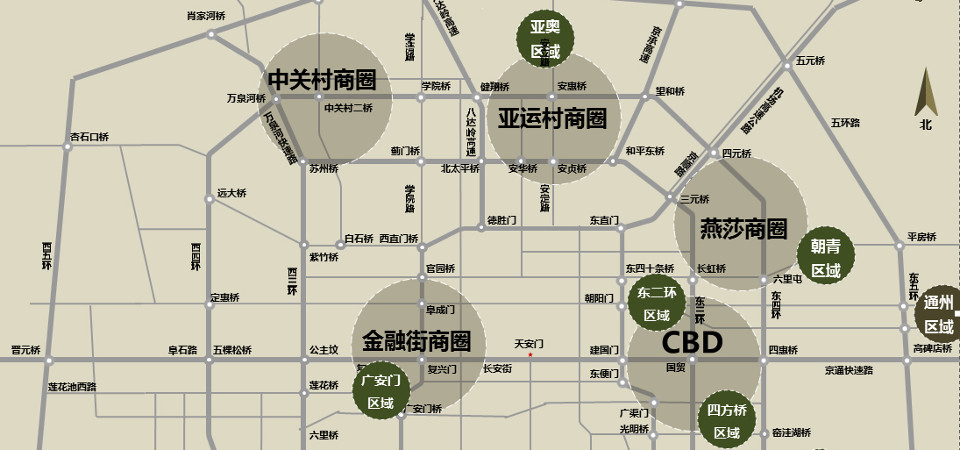 肖家河桥
达岭高速
学清路
亚奥
区域
京承高速
五元桥
中关村商圈
学院桥
健翔桥
安惠桥
望和桥
万泉河桥
中关村二桥
亚运村商圈
机场高速公路
五环路
北
杏石口桥
万泉河快速路
八达岭高速
蓟门桥
北太平桥
安华桥
安贞桥
和平东桥
四元桥
京顺路
苏州桥
远大桥
学院路
安定路
三元桥
德胜门
东直门
燕莎商圈
朝青
区域
平房桥
西五环
西四环
白石桥
西直门桥
紫竹桥
西三环
官园桥
东四十条桥
长虹桥
六里屯
东二环
区域
东三环
东四环
东五环
通州
区域
定惠桥
阜成门
朝阳门
金融街商圈
天安门
CBD
晋元桥
阜石路
五棵松桥
公主坟
复兴门
长安街
建国门
国贸
四惠桥
高碑店桥
京通快速路
东便门
莲花池西路
莲花桥
广安门
区域
广安门桥
广渠门
四方桥
区域
光明桥
窑洼湖桥
六里桥